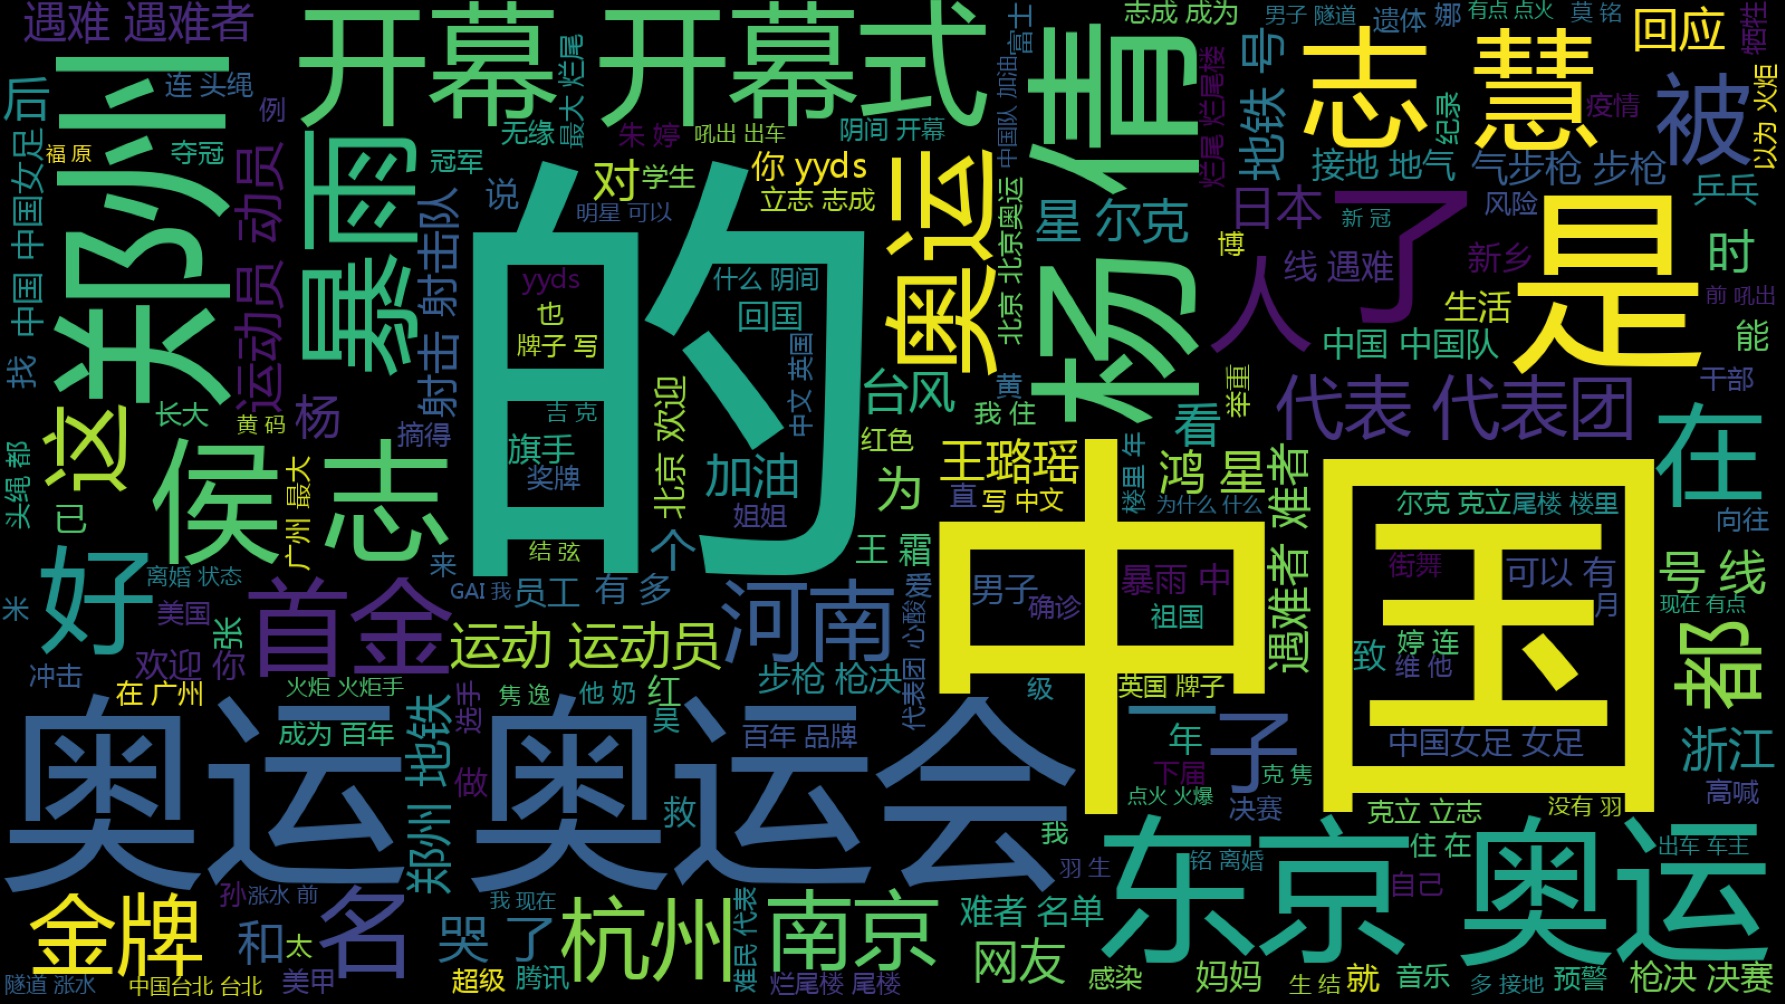 遇难 遇难者
开幕 开幕式
志成 成为
男子 隧道
遗体 娜
有点 点火
莫 铭
回应
牺牲
富士
志 慧
连 头绳
后
例
郑州
暴雨
最大 烂尾
中国队 加油
杨倩
烂尾 烂尾楼
地铁 号
纪录
疫情
被
以为 火炬
福 原
夺冠
无缘
冠军
朱 婷
吼出 出车
阴间 开幕
动员
运动员
对
学生
你 yyds
立志 志成
奥运
接地 地气
气步枪 步枪
乒乓
中国 中国女足
射击 射击队
说
明星 可以
的
北京 北京奥运
星 尔克
日本
新 冠
了
风险
是
时
博
线 遇难
新乡
人
yyds
什么 阴间
也
回国
牌子 写
中文 英国
生活
前 吼出
能
中国 中国队
找
这
长大
黄 码
杨
摘得
吉 克
北京 欢迎
台风
黄
我 住
举重
看
代表 代表团
干部
在
头绳 都
已
侯 志
广州 最大
旗手
奖牌
加油
姐姐
红色
为
王璐瑶
直
写 中文
楼里 年
鸿 星
为什么 什么
遇难者 难者
尔克 克立
尾楼 楼里
向往
中国
好
离婚 状态
来
结 弦
个
王 霜
米
美国
张
首金
GAI 我
员工
有 多
河南
心酸 爱
男子
确诊
暴雨 中
祖国
街舞
可以 有
月
号 线
现在 有点
冲击
欢迎 你
运动 运动员
步枪 枪决
代表团
致
婷 连
维 他
都
在 广州
火炬 火炬手
选手
隽 逸
他 奶
红
级
英国 牌子
一
奥运 奥运会
成为 百年
郑州 地铁
吴
百年 品牌
年
子
中国女足 女足
浙江
做
下届
克 隽
高喊
救
点火 火爆
决赛
克立 立志
没有 羽
我
东京 奥运
住 在
出车 车主
羽 生
铭 离婚
自己
金牌
孙
涨水 前
名
我 现在
和
太
哭 了
杭州
难民 代表
南京
难者 名单
网友
隧道 涨水
中国台北 台北
美甲
超级
腾讯
烂尾楼 尾楼
感染
妈妈
生 结
就
音乐
多 接地
预警
枪决 决赛